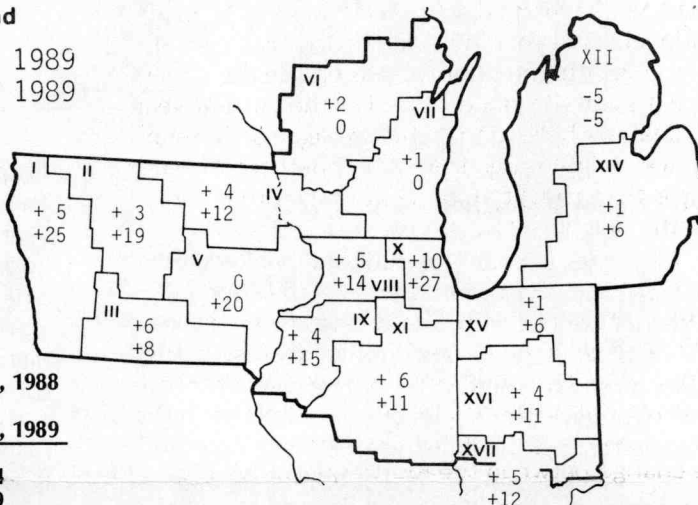 nd
1989
1989
XII
-5
-5
VI
+2
0
VII
+1
0
XIV
+1
+6
I
II
IV
+ 5
+25
+ 3
+19
+ 4
+12
V
0
+20
III
+6
+8
X
+ 5
+14
VIII
+10
+27
IX
XI
+ 4
+15
+ 6
+11
XV
+1
+6
XVI
+ 4
+11
XVII
+ 5
+12
, 1988
, 1989